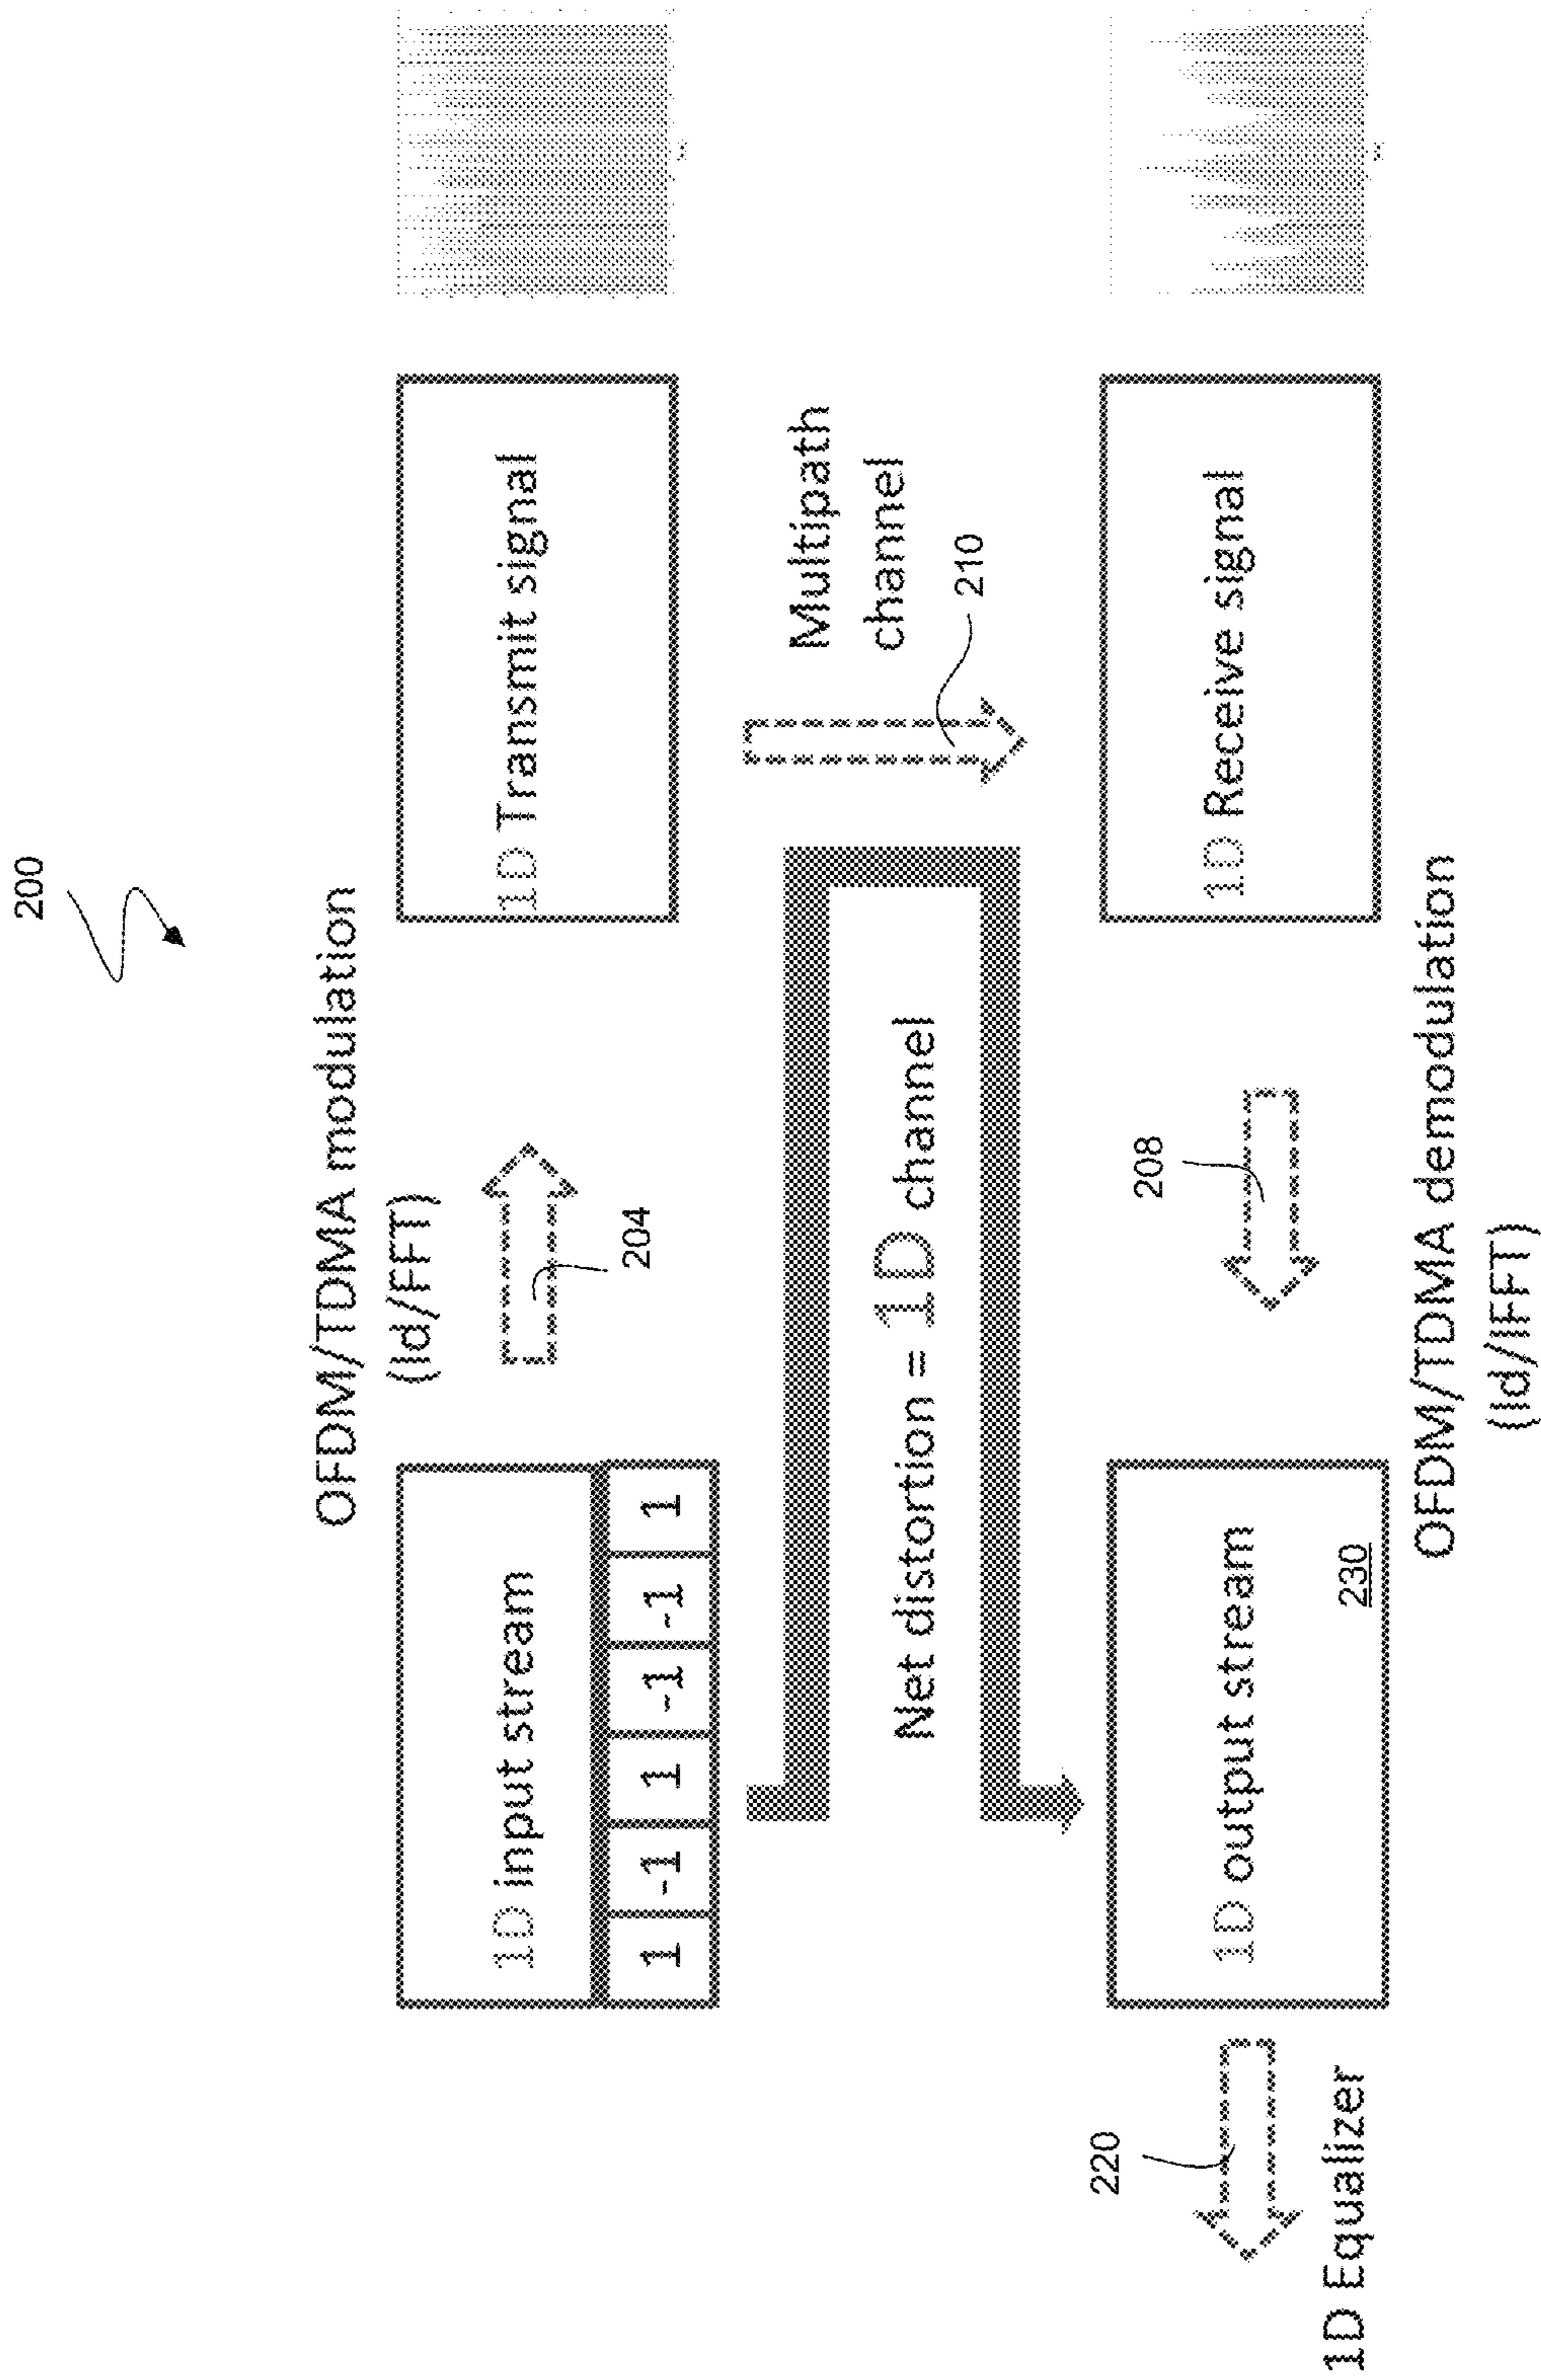 200
OFDM/TDMA modulation
(Id/FFT)
204
1D input stream
1 -1 1 -1 -1 1
1D Transmit signal
Multipath
channel
210
Net distortion = 1D channel
1D Receive signal
208
OFDM/TDMA demodulation
(Id/IFFT)
1D output stream
230
220
1D Equalizer